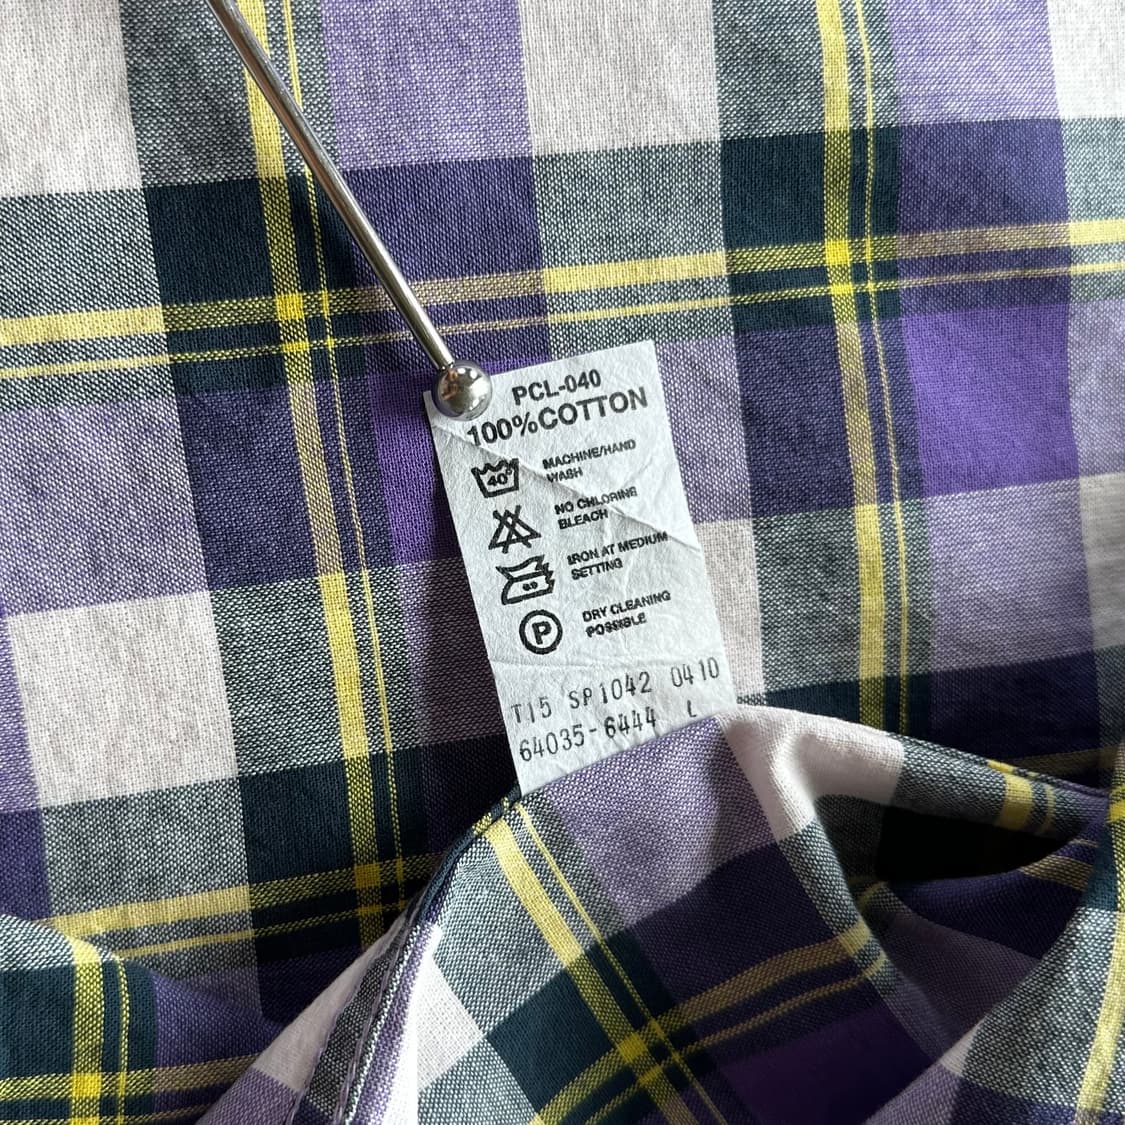 PCL-040
100%COTTON
40°
MACHINE/HAND
WASH
NO CHLORINE
BLEACH
IRON AT MEDIUM
SETTING
P
DRY CLEANING
POSSIBLE
T15 SP1042 0410
64035-6444 L